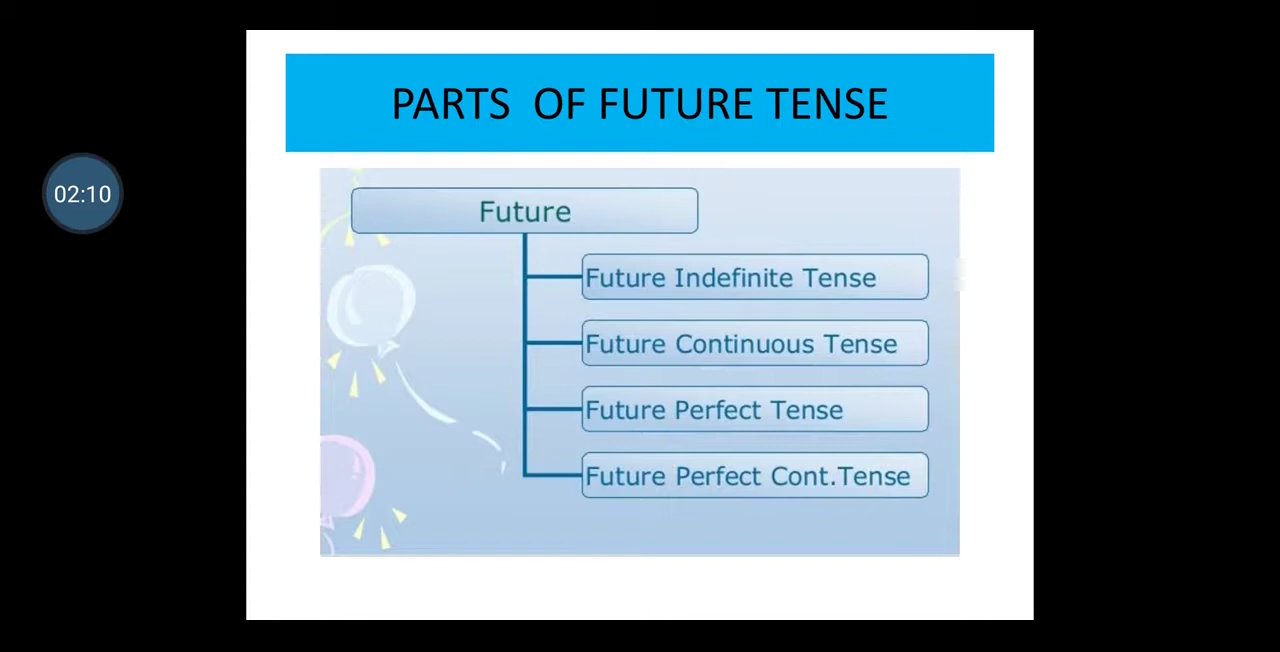 PARTS OF FUTURE TENSE
02:10
Future
Future Indefinite Tense
Future Continuous Tense
Future Perfect Tense
Future Perfect Cont.Tense